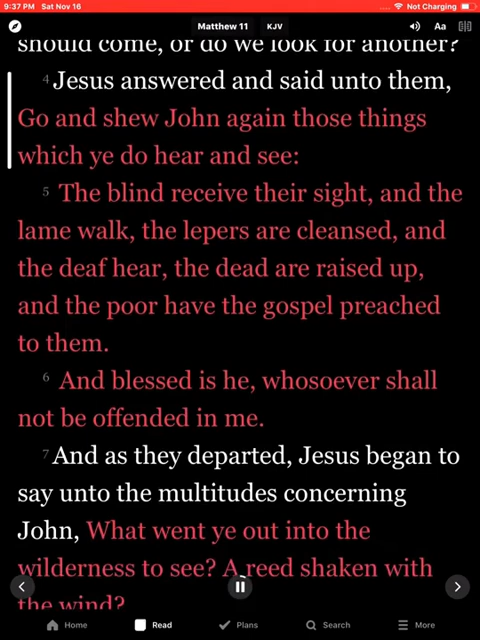 9:37 PM Sat Nov 16 Not Charging
Matthew 11 KJV Aa
should come, or do we look for another?
4 Jesus answered and said unto them,
Go and shew John again those things
which ye do hear and see:
5 The blind receive their sight, and the
lame walk, the lepers are cleansed, and
the deaf hear, the dead are raised up,
and the poor have the gospel preached
to them.
6 And blessed is he, whosoever shall
not be offended in me.
7 And as they departed, Jesus began to
say unto the multitudes concerning
John, What went ye out into the
wilderness to see? A reed shaken with
the wind?
Home Read Plans Search More